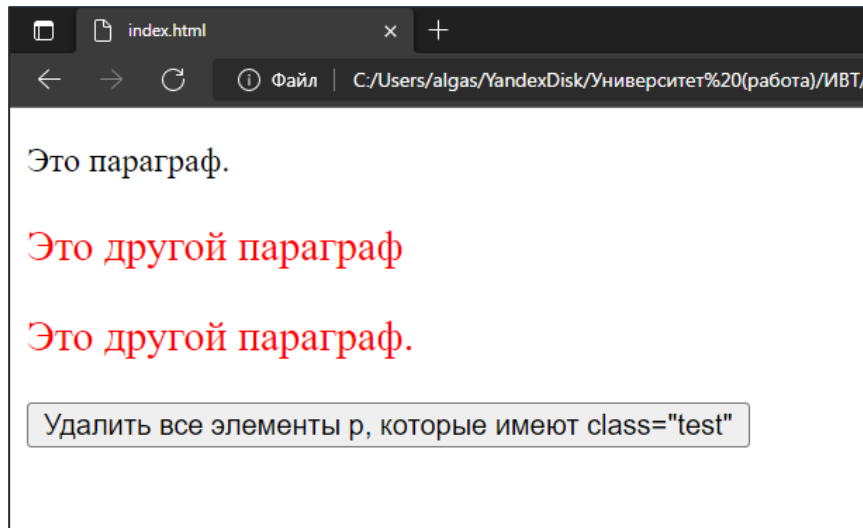 index.html
Файл C:/Users/algas/YandexDisk/Университет%20(работа)/ИВТ/
Это параграф.
Это другой параграф
Это другой параграф.
Удалить все элементы p, которые имеют class="test"